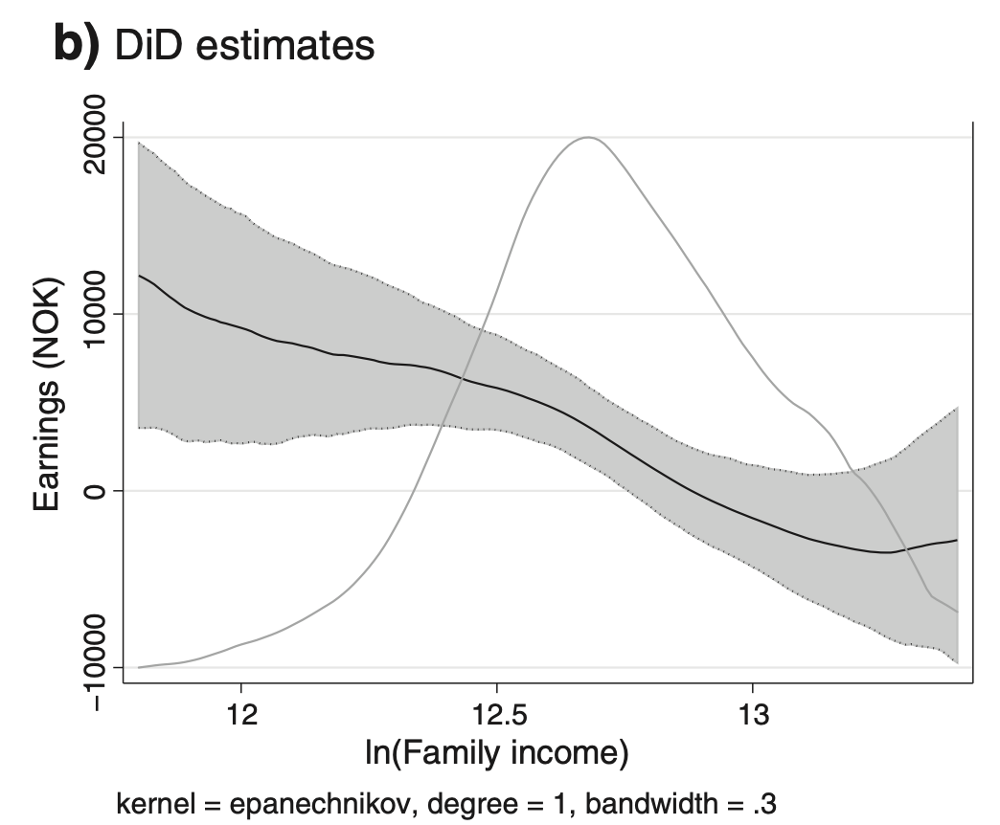 b) DiD estimates
Earnings (NOK)
20000
10000
0
−10000
12 12.5 13
ln(Family income)
kernel = epanechnikov, degree = 1, bandwidth = .3